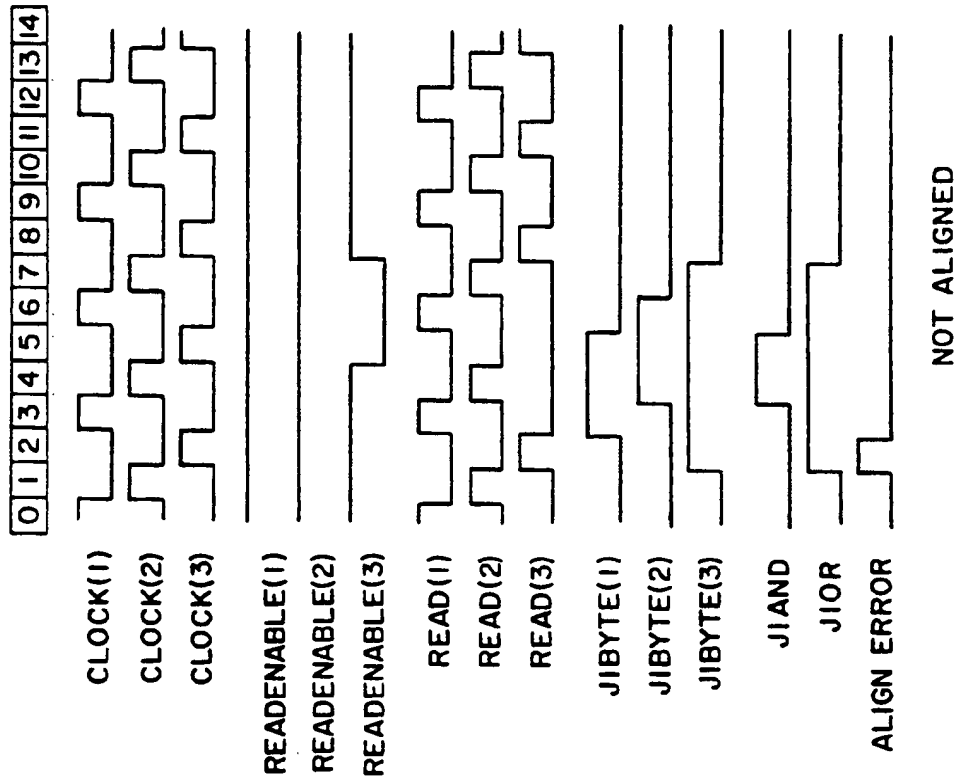 0 1 2 3 4 5 6 7 8 9 10 11 12 13 14
CLOCK(1)
CLOCK(2)
CLOCK(3)
READENABLE(1)
READENABLE(2)
READENABLE(3)
READ(1)
READ(2)
READ(3)
JIBYTE(1)
JIBYTE(2)
JIBYTE(3)
JIAND
JIOR
ALIGN ERROR
NOT ALIGNED